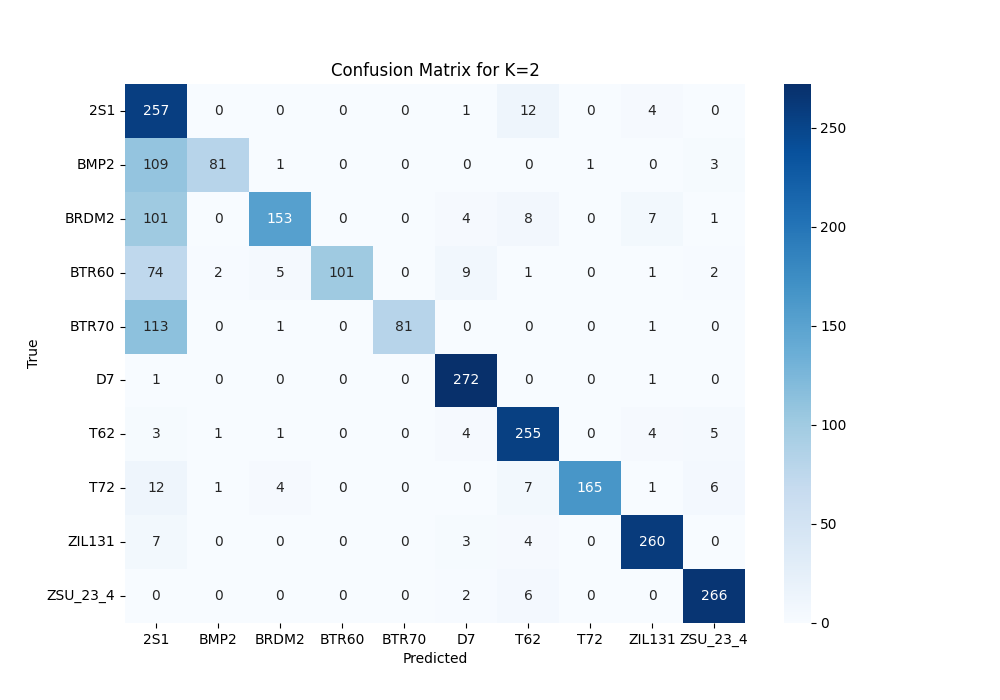 Confusion Matrix for K=2
2S1 257 0 0 0 0 1 12 0 4 0
BMP2 109 81 1 0 0 0 0 1 0 3
BRDM2 101 0 153 0 0 4 8 0 7 1
BTR60 74 2 5 101 0 9 1 0 1 2
BTR70 113 0 1 0 81 0 0 0 1 0
D7 1 0 0 0 0 272 0 0 1 0
T62 3 1 1 0 0 4 255 0 4 5
T72 12 1 4 0 0 0 7 165 1 6
ZIL131 7 0 0 0 0 3 4 0 260 0
ZSU_23_4 0 0 0 0 0 2 6 0 0 266
2S1 BMP2 BRDM2 BTR60 BTR70 D7 T62 T72 ZIL131 ZSU_23_4
Predicted
True
250
200
150
100
50
0